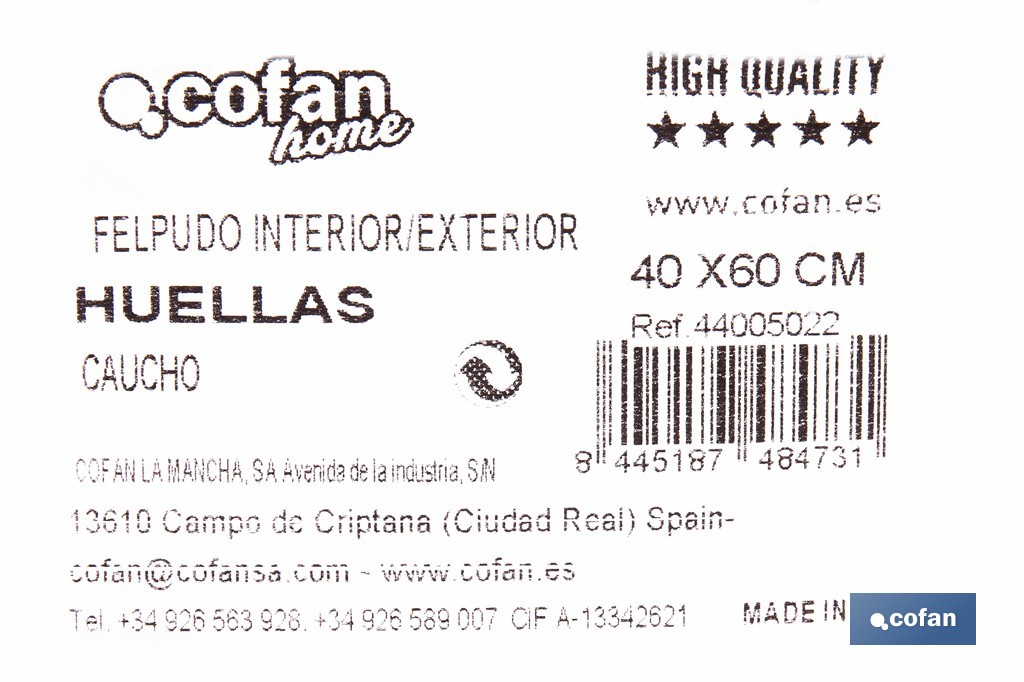 cofan
home
HIGH QUALITY
www.cofan.es
FELPUDO INTERIOR/EXTERIOR
40 X60 CM
HUELLAS
Ref.44005022
CAUCHO
8 445187 484731
COFAN LA MANCHA, SA Avenida de la industria, S/N
13610 Campo de Criptana (Ciudad Real) Spain-
cofan@cofansa.com - www.cofan.es
Tel. +34 926 563 928. +34 926 589 007 CIF A-13342621
MADE IN
cofan